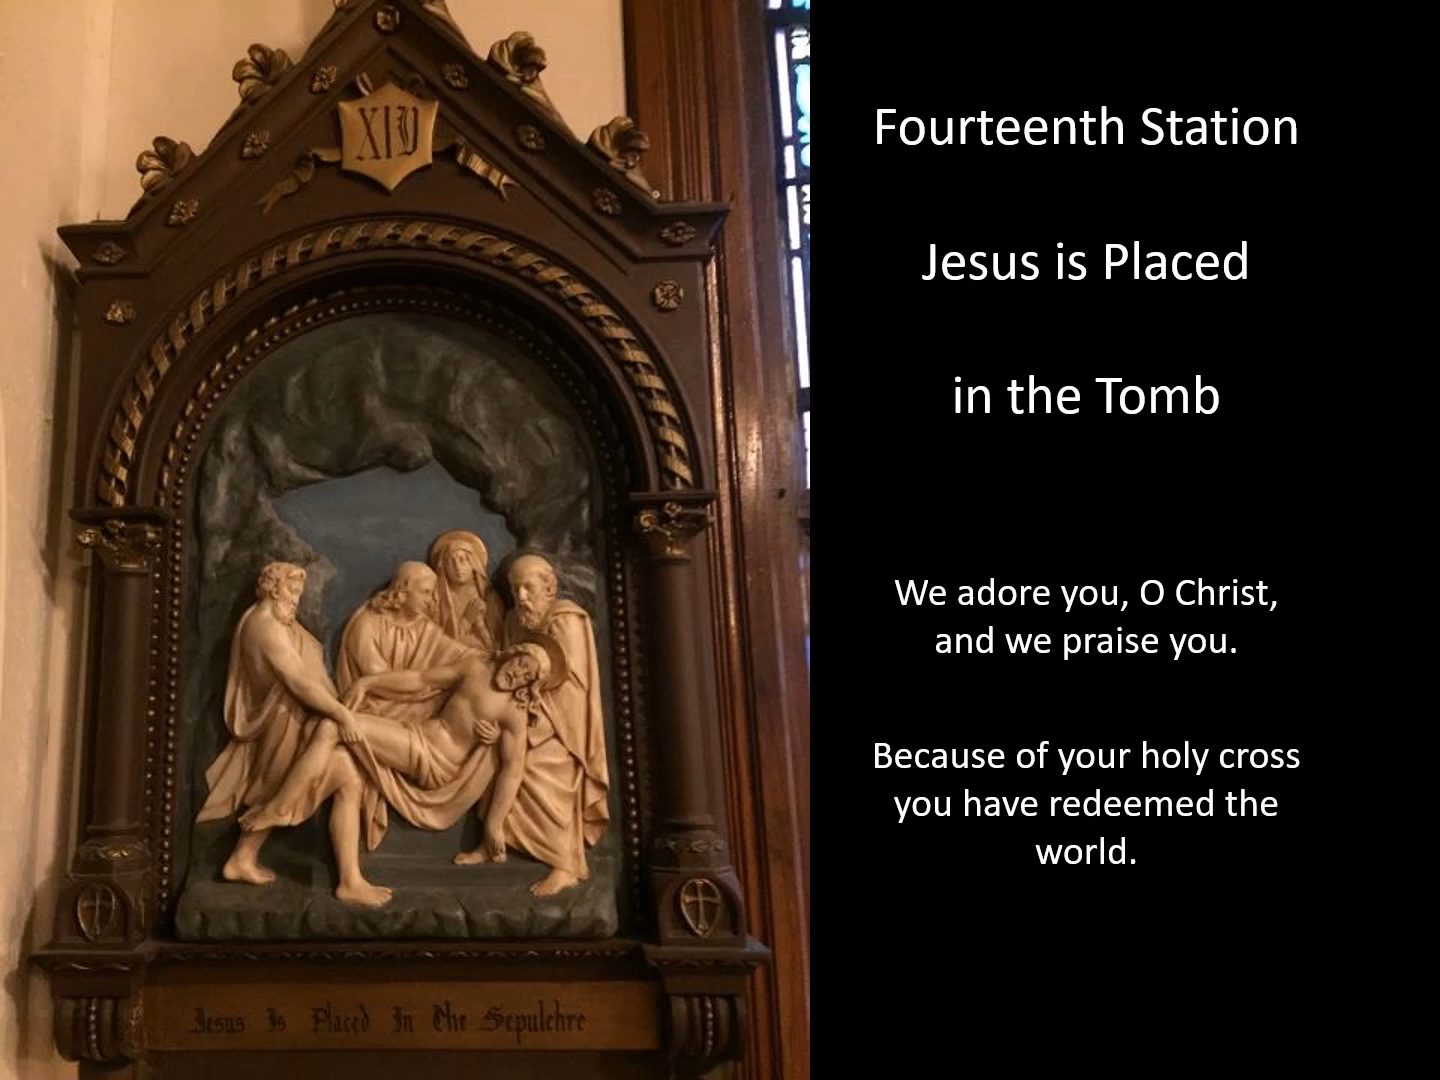 XIV
Jesus Is Placed In The Sepulchre
Fourteenth Station
Jesus is Placed
in the Tomb
We adore you, O Christ,
and we praise you.
Because of your holy cross
you have redeemed the
world.